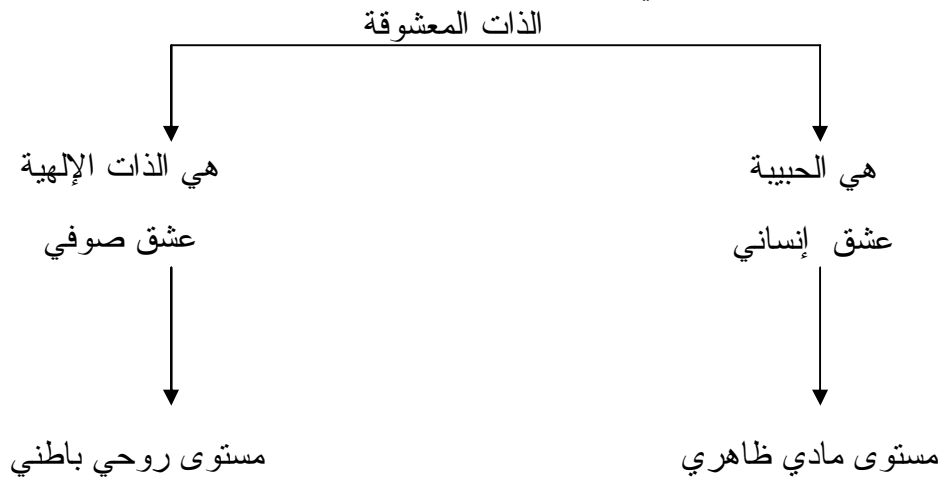 الذات المعشوقة
هي الحبيبة
هي الذات الإلهية
عشق إنساني
عشق صوفي
مستوى مادي ظاهري
مستوى روحي باطني